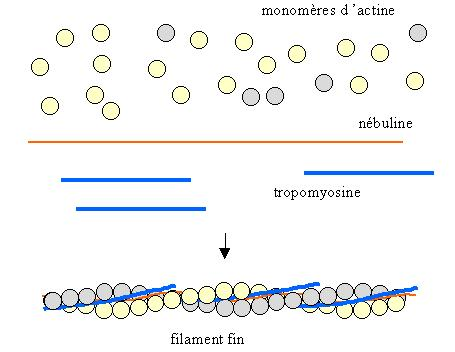 monomères d'actine
nébuline
tropomyosine
filament fin